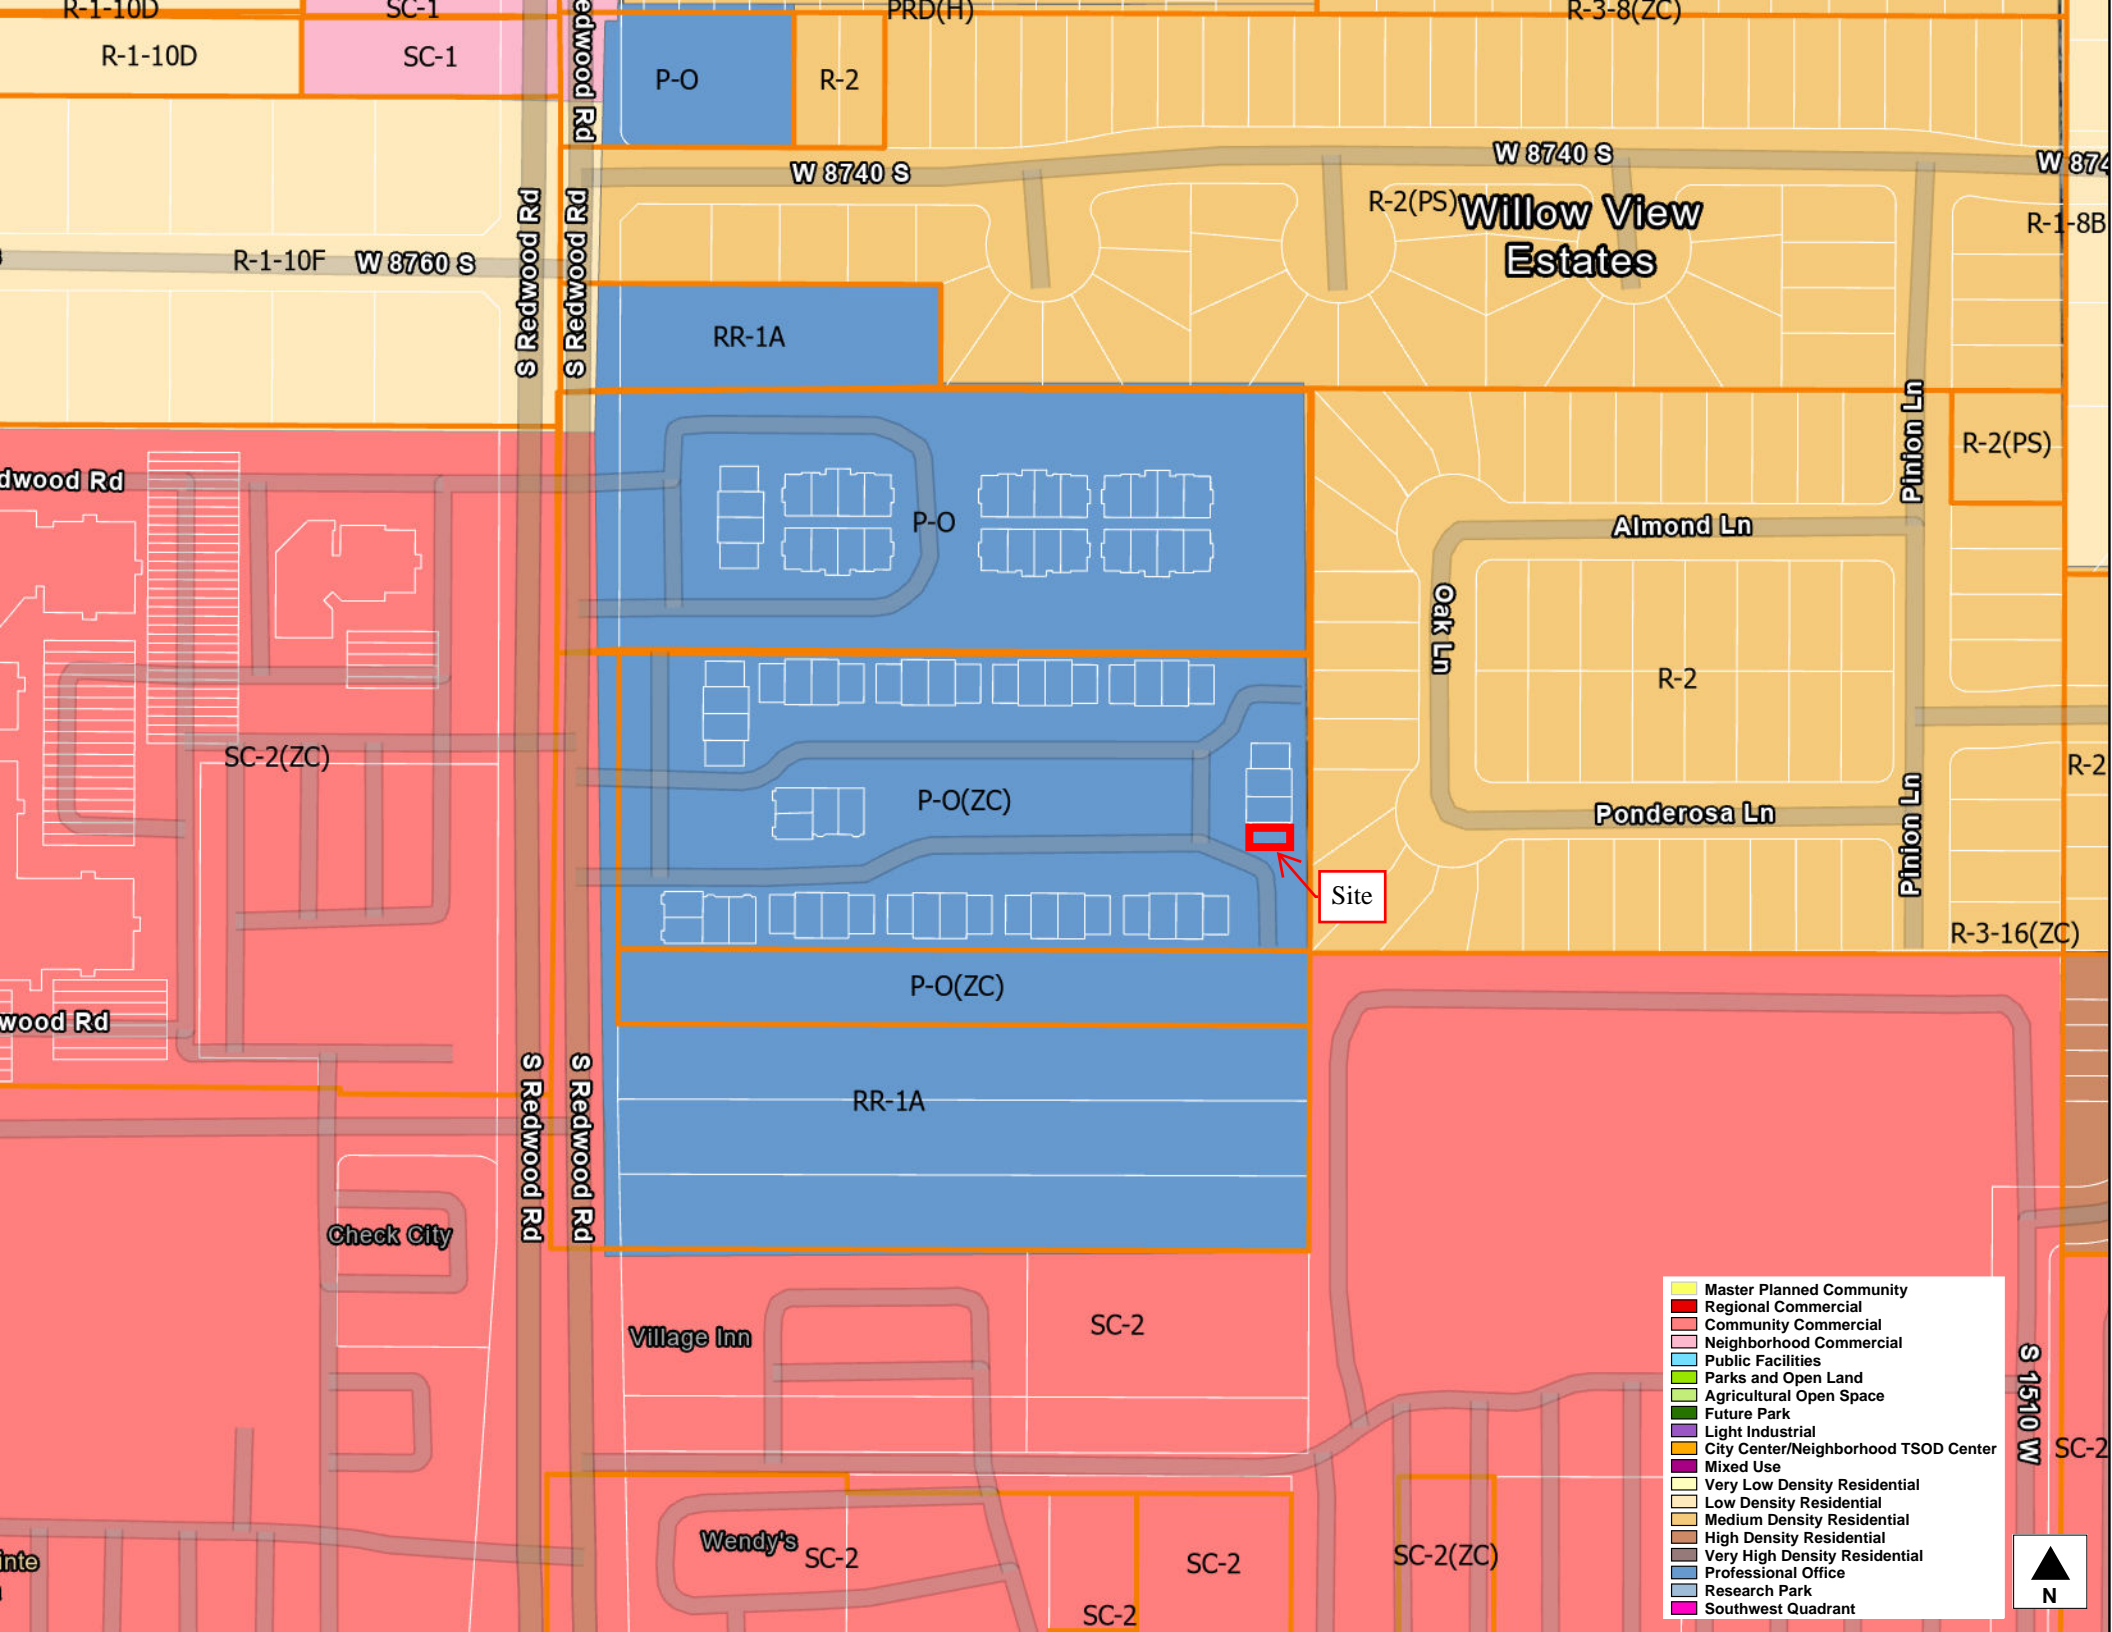 R-1-10D
SC-1
PRD(H)
R-3-8(ZC)
R-1-10D
SC-1
P-O
R-2
edwood Rd
W 8740 S
W 8740 S
W 874
R-2(PS)
Willow View
Estates
R-1-8B
R-1-10F
W 8760 S
S Redwood Rd
S Redwood Rd
RR-1A
dwood Rd
P-O
Pinion Ln
R-2(PS)
Almond Ln
Oak Ln
R-2
SC-2(ZC)
P-O(ZC)
R-2
Ponderosa Ln
Pinion Ln
Site
R-3-16(ZC)
P-O(ZC)
wood Rd
S Redwood Rd
S Redwood Rd
RR-1A
Check City
Village Inn
SC-2
S 1510 W
SC-2
Wendy's
SC-2
SC-2
SC-2(ZC)
SC-2
inte
Master Planned Community
Regional Commercial
Community Commercial
Neighborhood Commercial
Public Facilities
Parks and Open Land
Agricultural Open Space
Future Park
Light Industrial
City Center/Neighborhood TSOD Center
Mixed Use
Very Low Density Residential
Low Density Residential
Medium Density Residential
High Density Residential
Very High Density Residential
Professional Office
Research Park
Southwest Quadrant
N